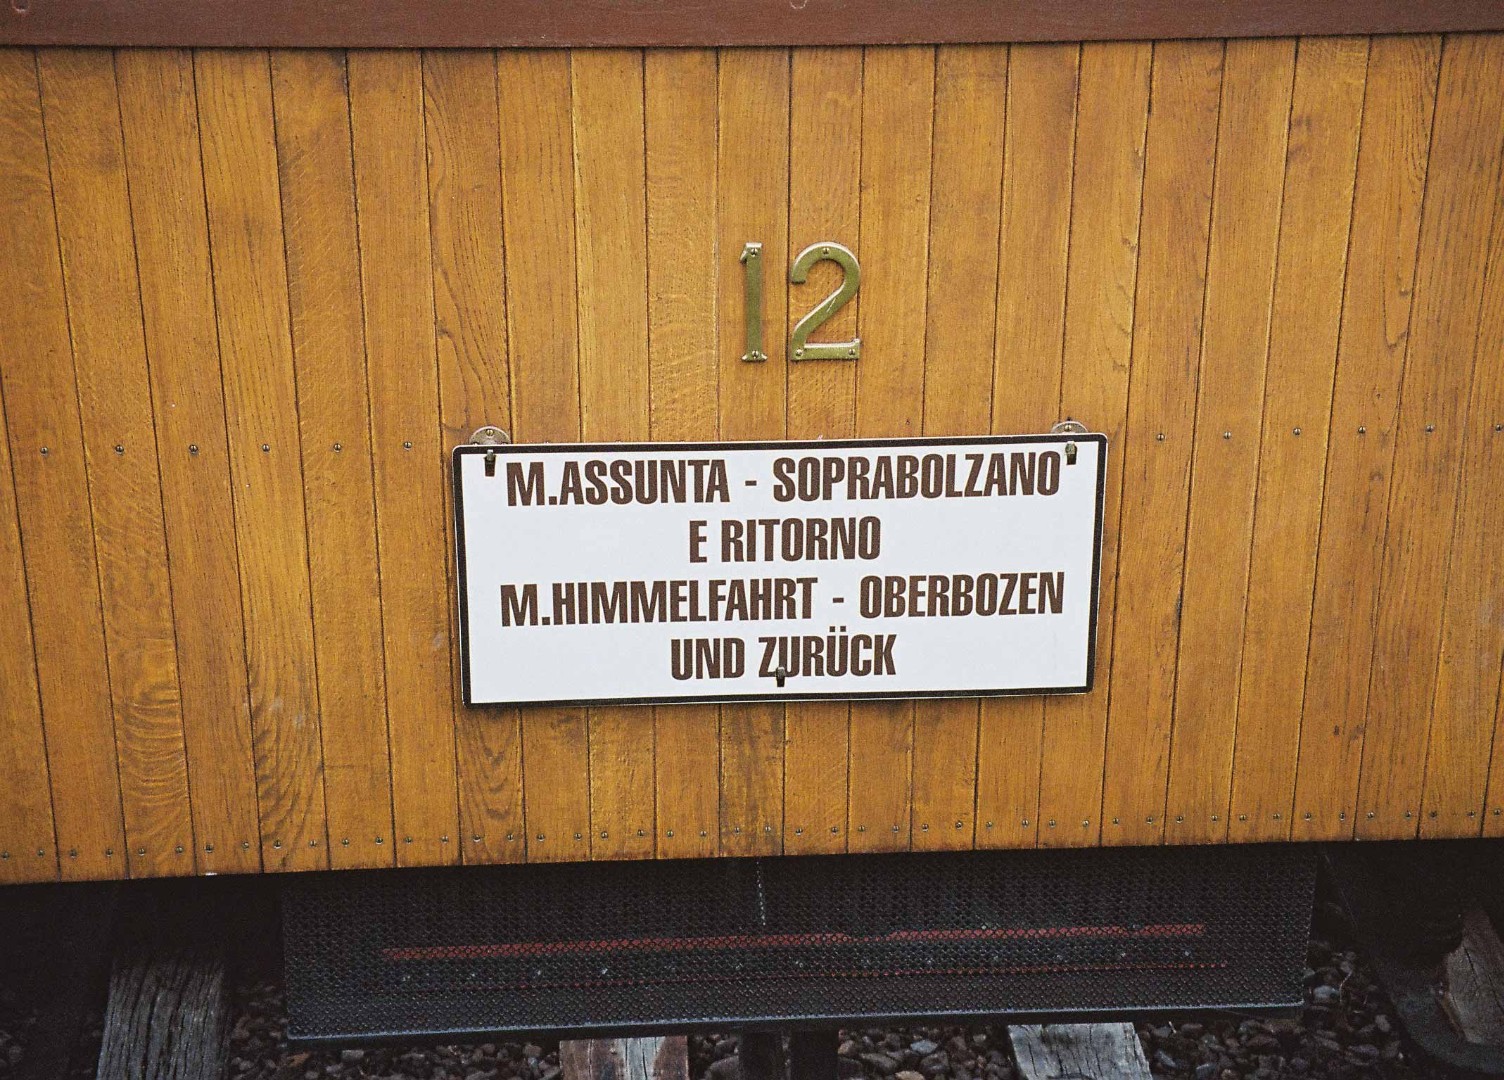 12
M.ASSUNTA - SOPRABOLZANO
E RITORNO
M.HIMMELFAHRT - OBERBOZEN
UND ZURÜCK